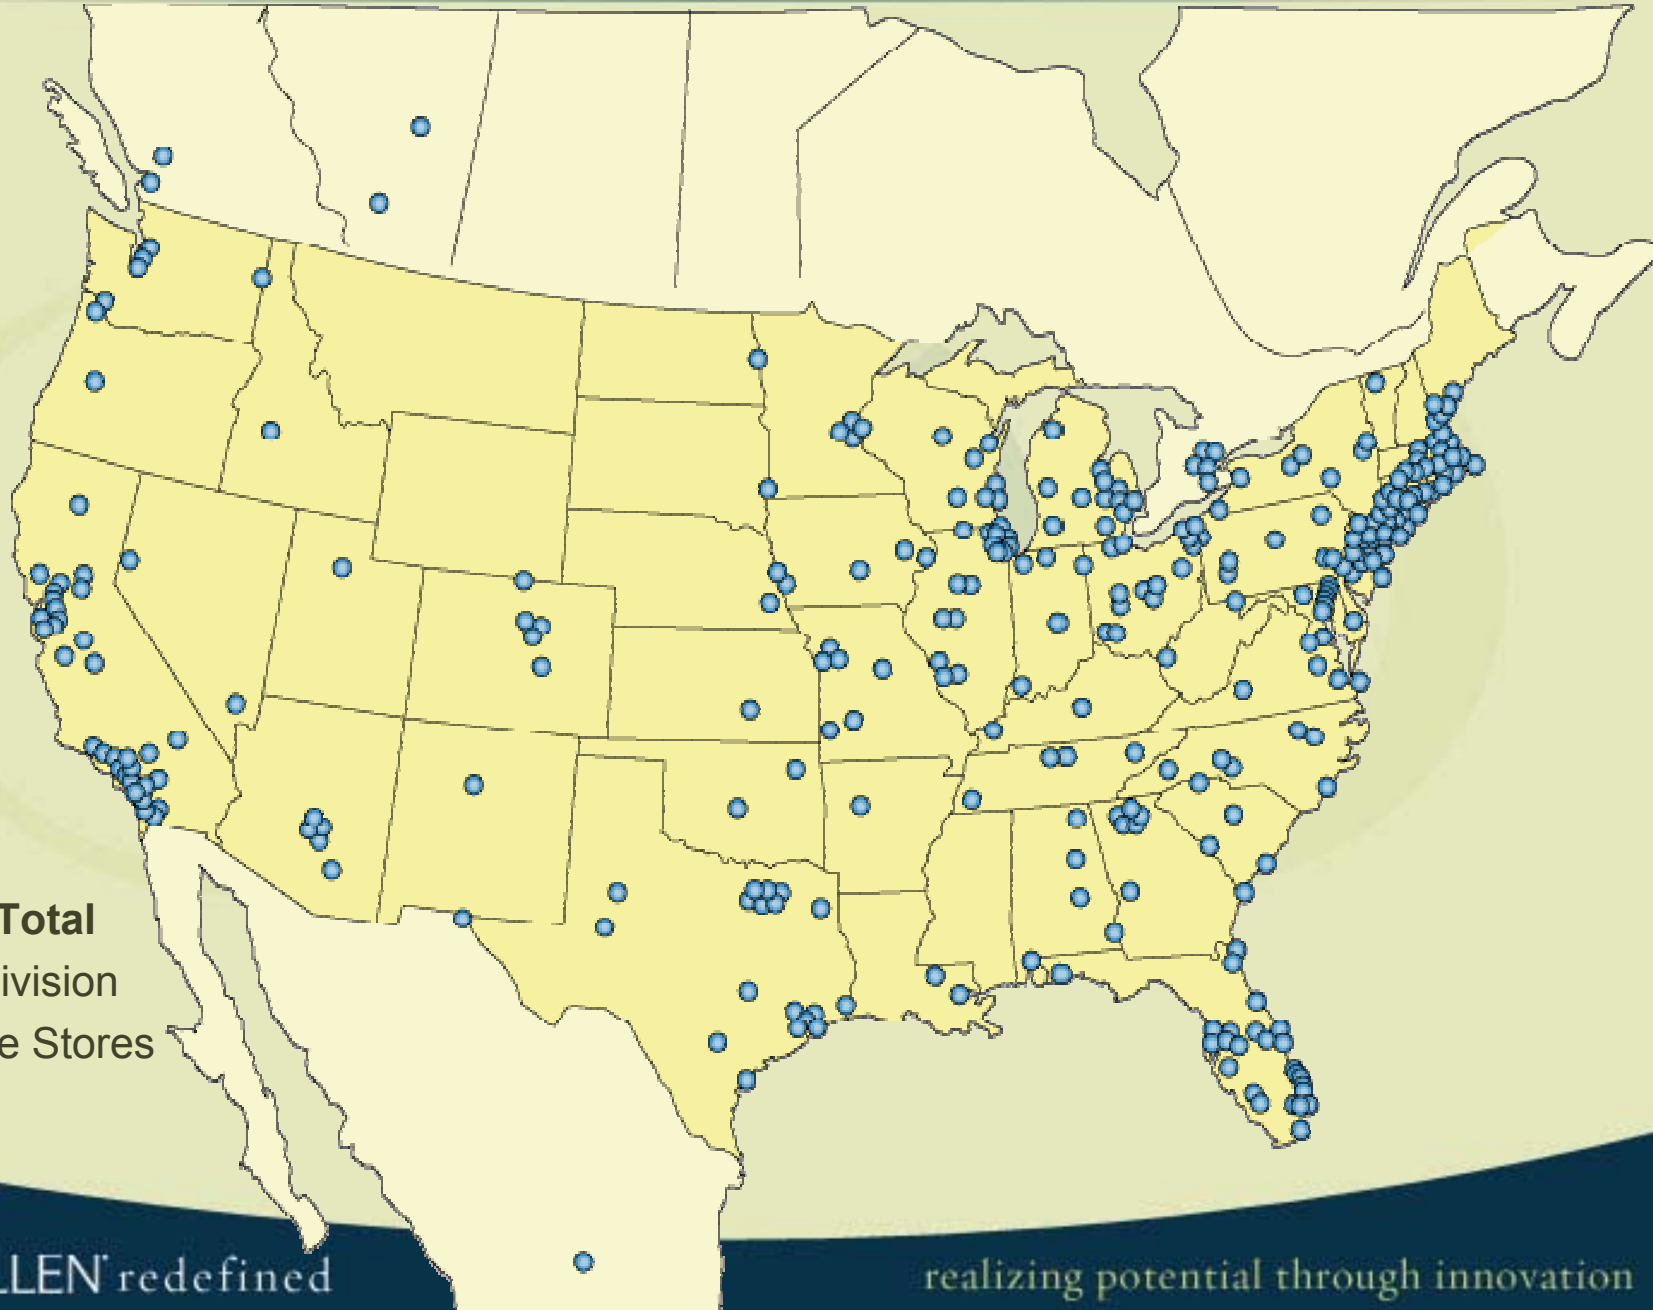 Total
ivision
e Stores
LLEN® redefined
realizing potential through innovation